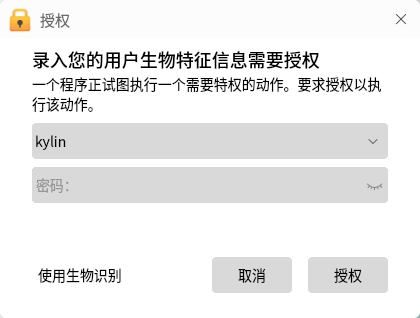 授权
录入您的用户生物特征信息需要授权
一个程序正试图执行一个需要特权的动作。要求授权以执
行该动作。
kylin
密码：
使用生物识别
取消
授权